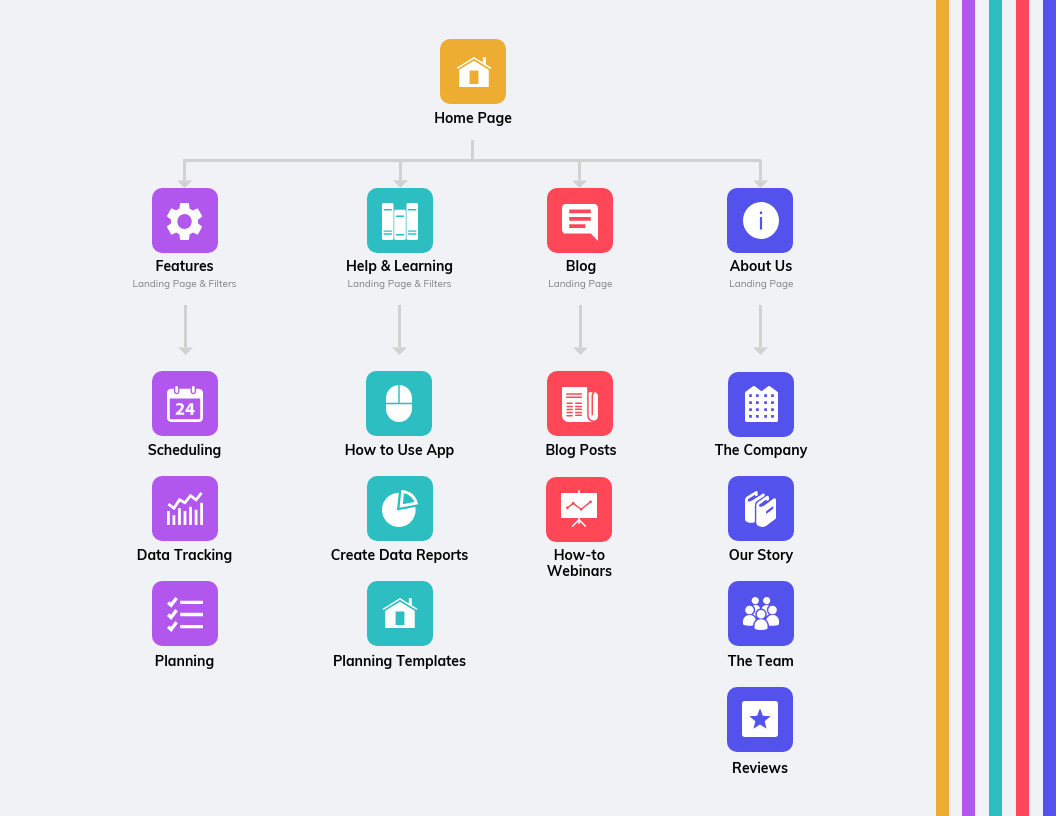 Home Page
Features
Landing Page & Filters
Help & Learning
Landing Page & Filters
Blog
Landing Page
i
About Us
Landing Page
24
Scheduling
How to Use App
Blog Posts
The Company
Data Tracking
Create Data Reports
How-to
Webinars
Our Story
Planning
Planning Templates
The Team
Reviews